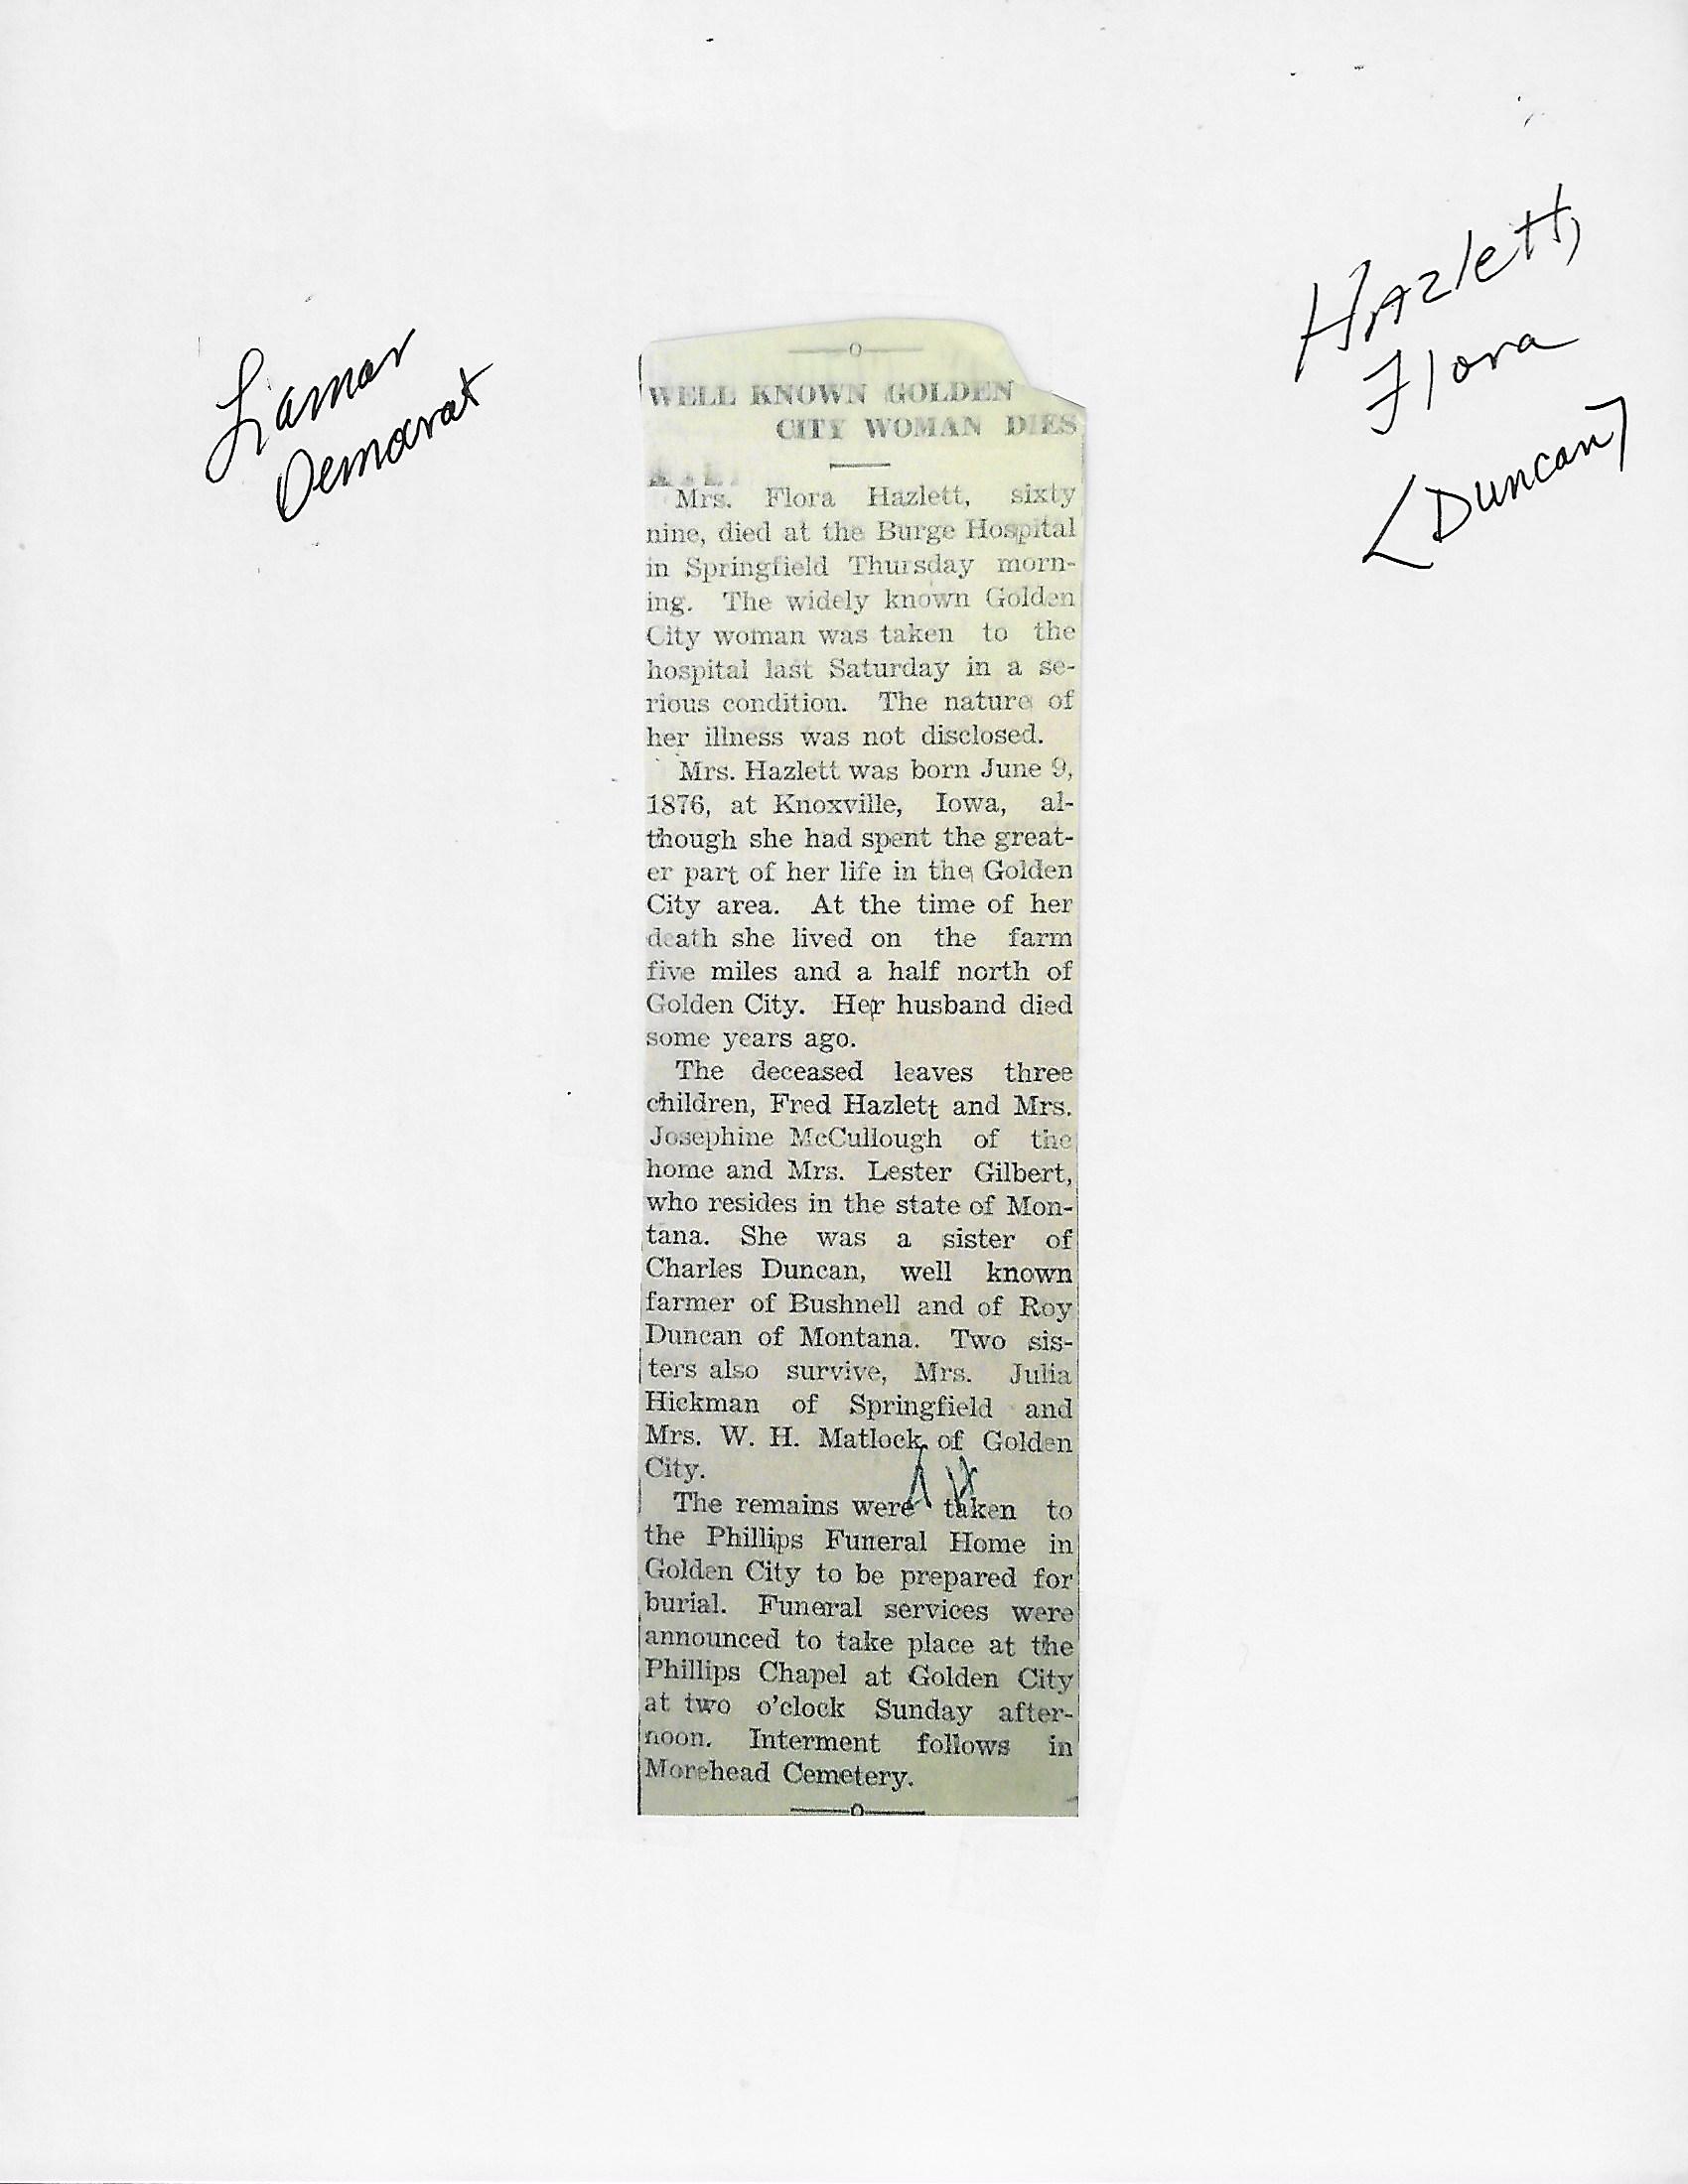 Lamar
Democrat
Hazlett,
Flora
(Duncan)
WELL KNOWN GOLDEN
CITY WOMAN DIES
Mrs. Flora Hazlett, sixty
nine, died at the Burge Hospital
in Springfield Thursday morn-
ing. The widely known Golden
City woman was taken to the
hospital last Saturday in a se-
rious condition. The nature of
her illness was not disclosed.
Mrs. Hazlett was born June 9,
1876, at Knoxville, Iowa, al-
though she had spent the great-
er part of her life in the Golden
City area. At the time of her
death she lived on the farm
five miles and a half north of
Golden City. Her husband died
some years ago.
The deceased leaves three
children, Fred Hazlett and Mrs.
Josephine McCullough of the
home and Mrs. Lester Gilbert,
who resides in the state of Mon-
tana. She was a sister of
Charles Duncan, well known
farmer of Bushnell and of Roy
Duncan of Montana. Two sis-
ters also survive, Mrs. Julia
Hickman of Springfield and
Mrs. W. H. Matlock of Golden
City.
The remains were taken to
the Phillips Funeral Home in
Golden City to be prepared for
burial. Funeral services were
announced to take place at the
Phillips Chapel at Golden City
at two o'clock Sunday after-
noon. Interment follows in
Morehead Cemetery.